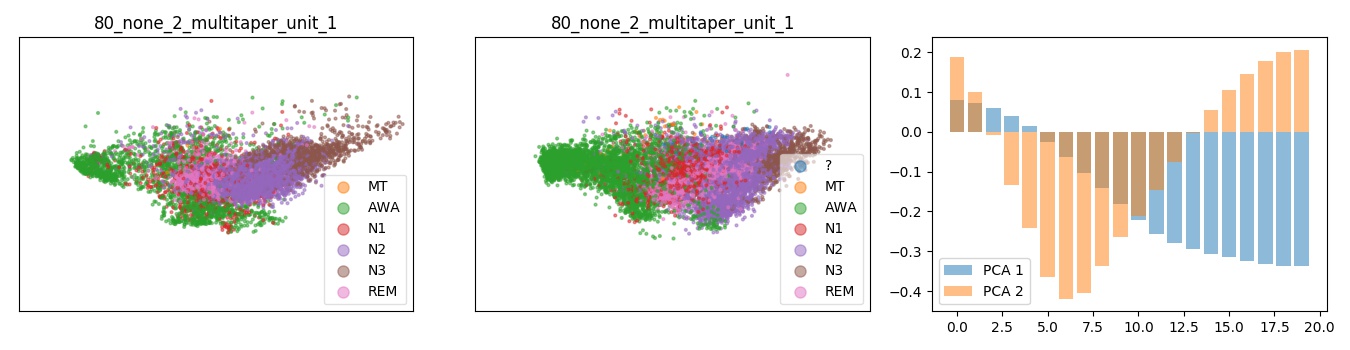 80_none_2_multitaper_unit_1
MT
AWA
N1
N2
N3
REM
80_none_2_multitaper_unit_1
?
MT
AWA
N1
N2
N3
REM
0.2
0.1
0.0
−0.1
−0.2
−0.3
−0.4
PCA 1
PCA 2
0.0 2.5 5.0 7.5 10.0 12.5 15.0 17.5 20.0